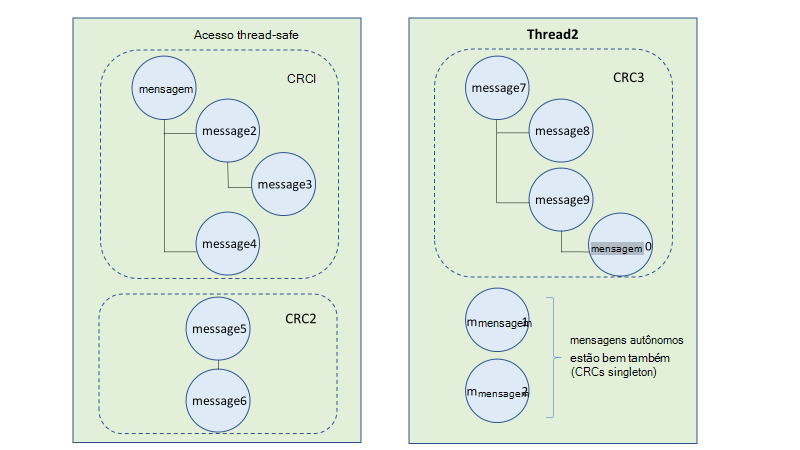 Acesso thread-safe
CRCI
mensagem
message2
message3
message4
CRC2
message5
message6
Thread2
CRC3
message7
message8
message9
mensagem 0
mmensagem1
mmensagem2
mensagens autônomos
estão bem também
(CRCs singleton)